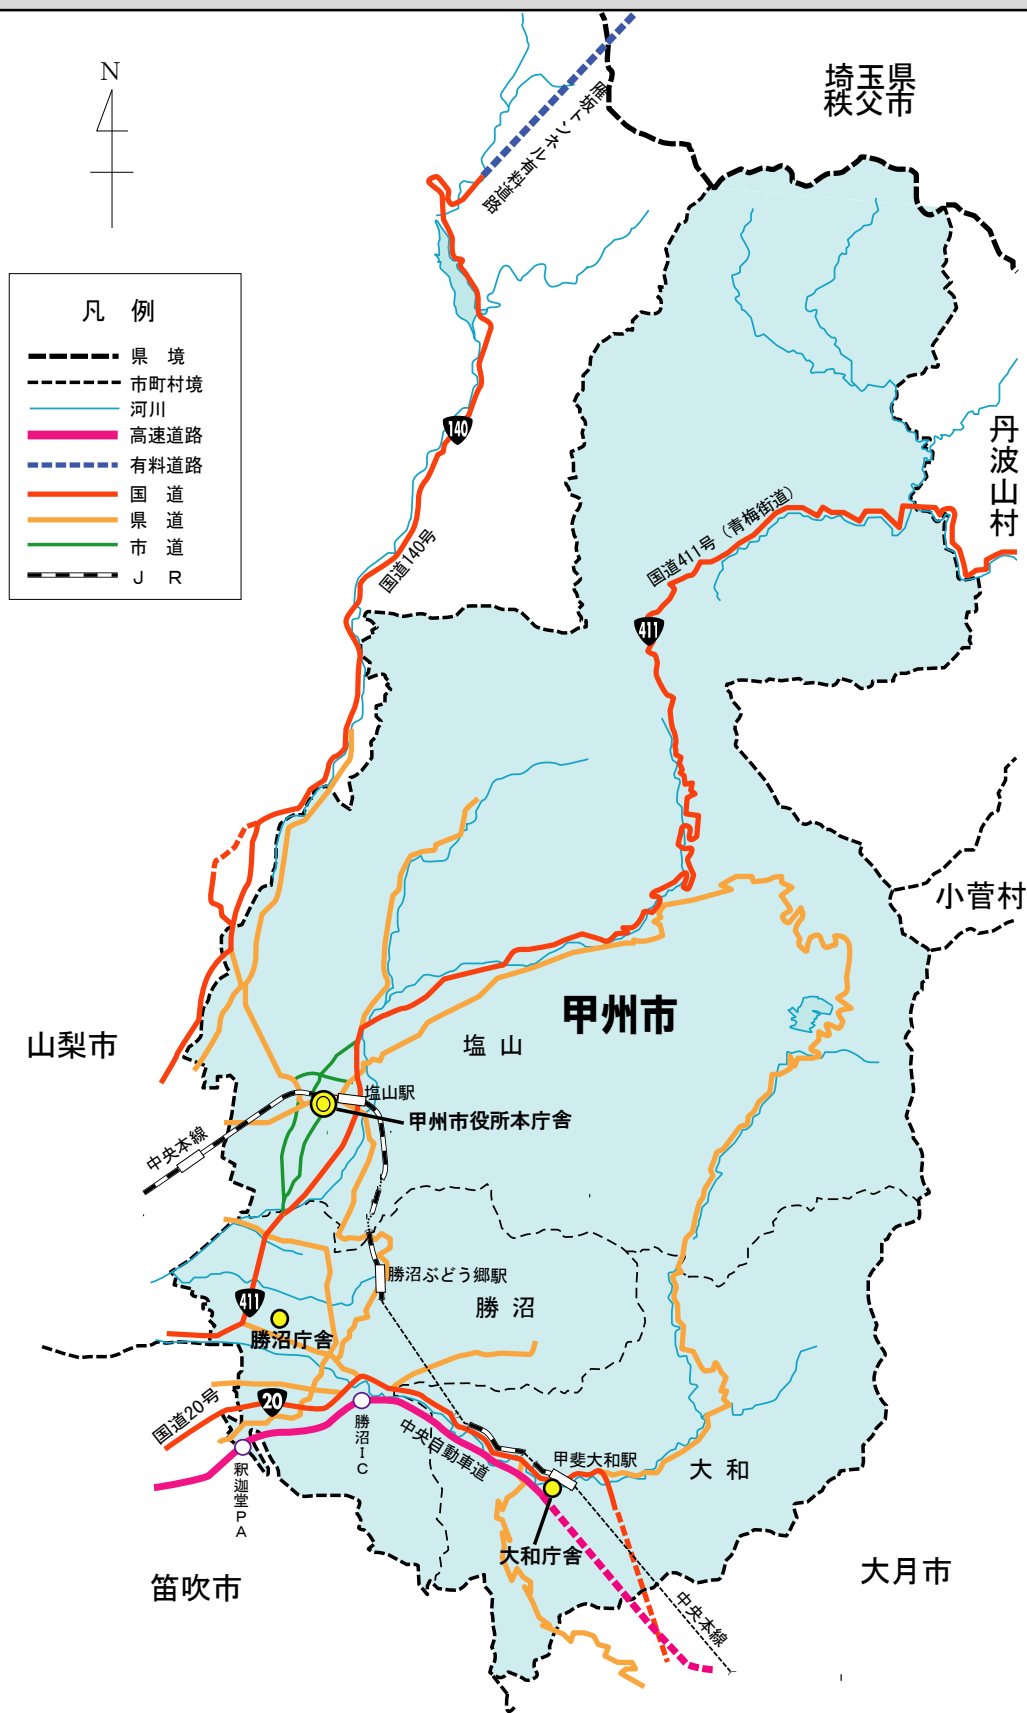 N
埼玉県
秩父市
雁坂トンネル有料道路
凡 例
県 境
市町村境
河川
高速道路
有料道路
国 道
県 道
市 道
J R
140
国道140号
丹波山村
国道411号（青梅街道）
411
小菅村
甲州市
山梨市
塩 山
塩山駅
甲州市役所本庁舎
中央本線
勝沼ぶどう郷駅
勝 沼
411
勝沼庁舎
20
国道20号
勝沼IC
中央自動車道
釈迦堂PA
甲斐大和駅
大 和
大和庁舎
大月市
笛吹市
中央本線